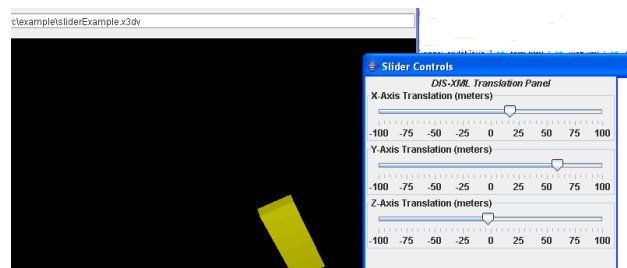 rc\example\sliderExample.x3dv
Slider Controls
DIS-XML Translation Panel
X-Axis Translation (meters)
-100 -75 -50 -25 0 25 50 75 100
Y-Axis Translation (meters)
-100 -75 -50 -25 0 25 50 75 100
Z-Axis Translation (meters)
-100 -75 -50 -25 0 25 50 75 100